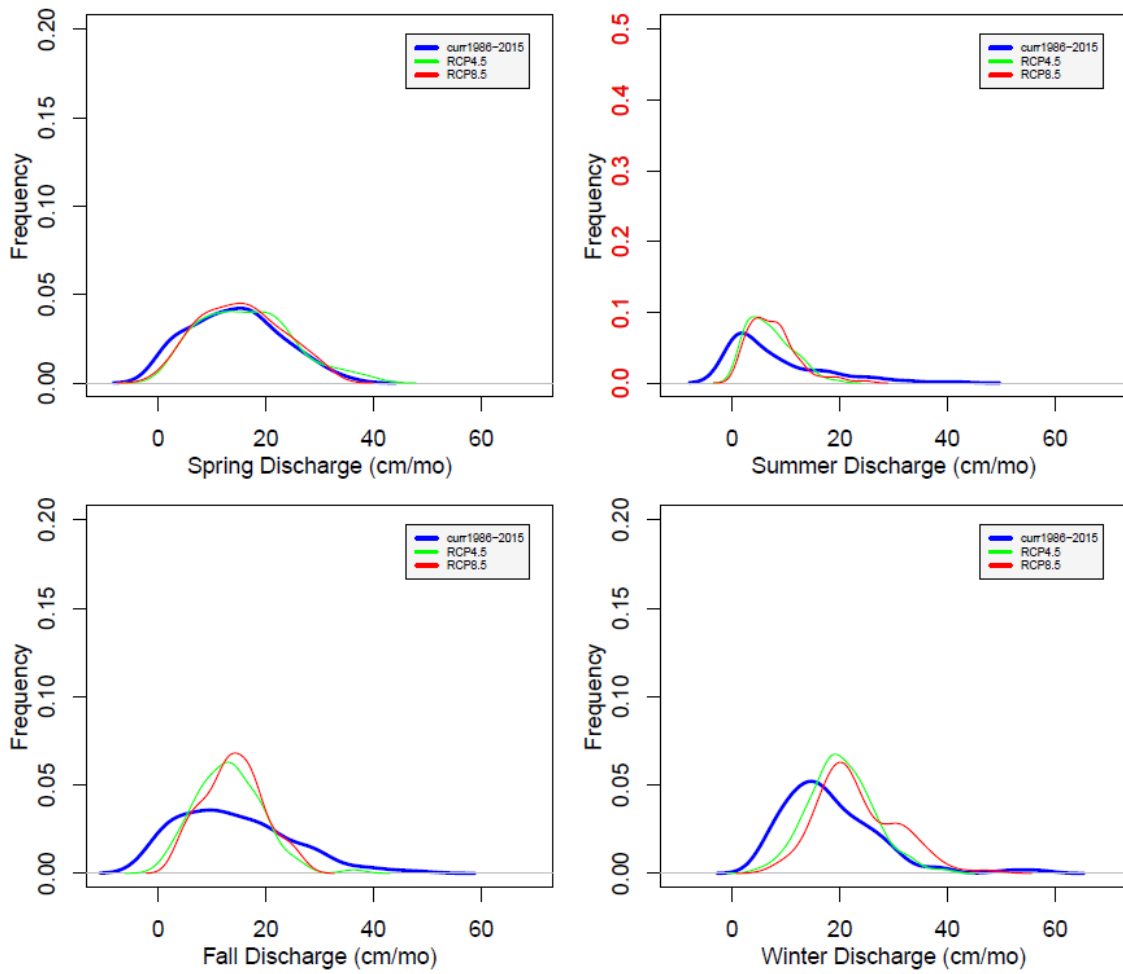 0.20
0.15
0.10
0.05
0.00
Frequency
curr1986-2015
RCP4.5
RCP8.5
0 20 40 60
Spring Discharge (cm/mo)
0.5
0.4
0.3
0.2
0.1
0.0
Frequency
curr1986-2015
RCP4.5
RCP8.5
0 20 40 60
Summer Discharge (cm/mo)
0.20
0.15
0.10
0.05
0.00
Frequency
curr1986-2015
RCP4.5
RCP8.5
0 20 40 60
Fall Discharge (cm/mo)
0.20
0.15
0.10
0.05
0.00
Frequency
curr1986-2015
RCP4.5
RCP8.5
0 20 40 60
Winter Discharge (cm/mo)